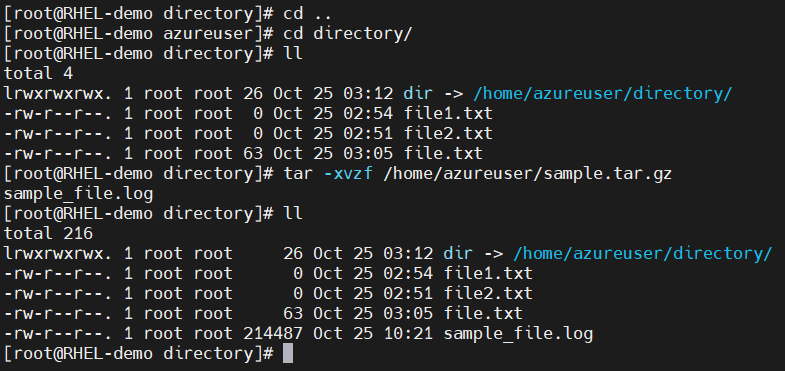 [root@RHEL-demo directory]# cd ..
[root@RHEL-demo azureuser]# cd directory/
[root@RHEL-demo directory]# ll
total 4
lrwxrwxrwx. 1 root root 26 Oct 25 03:12 dir -> /home/azureuser/directory/
-rw-r--r--. 1 root root  0 Oct 25 02:54 file1.txt
-rw-r--r--. 1 root root  0 Oct 25 02:51 file2.txt
-rw-r--r--. 1 root root 63 Oct 25 03:05 file.txt
[root@RHEL-demo directory]# tar -xvzf /home/azureuser/sample.tar.gz
sample_file.log
[root@RHEL-demo directory]# ll
total 216
lrwxrwxrwx. 1 root root     26 Oct 25 03:12 dir -> /home/azureuser/directory/
-rw-r--r--. 1 root root      0 Oct 25 02:54 file1.txt
-rw-r--r--. 1 root root      0 Oct 25 02:51 file2.txt
-rw-r--r--. 1 root root     63 Oct 25 03:05 file.txt
-rw-r--r--. 1 root root 214487 Oct 25 10:21 sample_file.log
[root@RHEL-demo directory]#